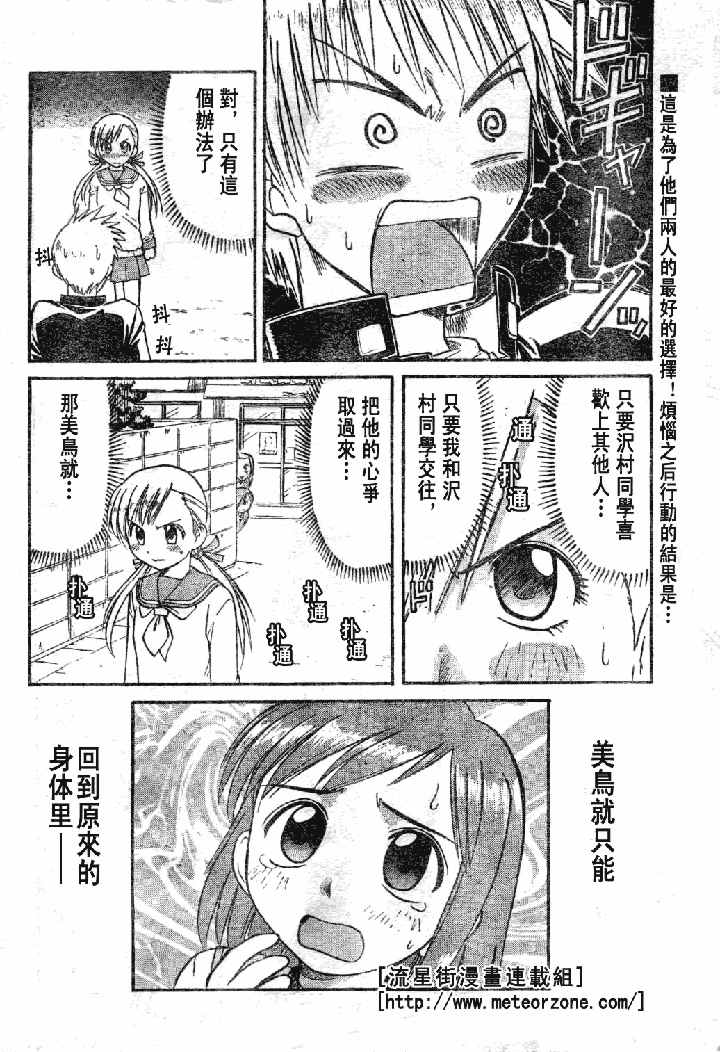 這是為了他們兩人的最好的選擇！煩惱之后行動的結果是…
ドギャッ
對，只有這
個辦法了
抖
抖
抖
只要沢村同學喜
歡上其他人…
通
扑通
只要我和沢
村同學交往，
ドッ
把他的心爭
取過來…
那美鳥就…
扑通
扑通
扑通
扑通
美鳥就只能
回到原來的
身体里——
[流星街漫畫連載組]
[http://www.meteorzone.com/]